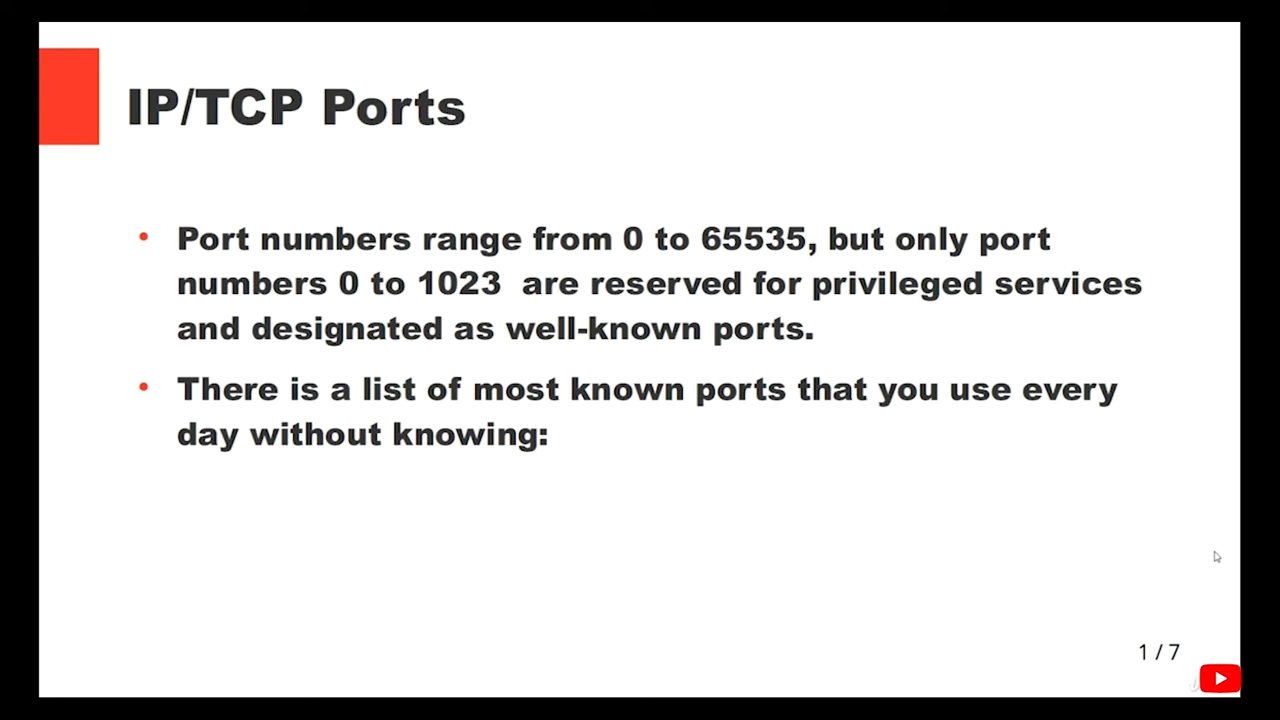 IP/TCP Ports
• Port numbers range from 0 to 65535, but only port
numbers 0 to 1023 are reserved for privileged services
and designated as well-known ports.
• There is a list of most known ports that you use every
day without knowing:
1 / 7